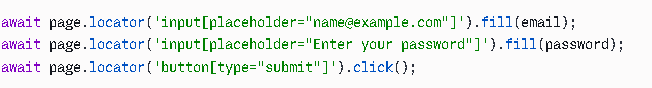 await page.locator('input[placeholder="name@example.com"]').fill(email);
await page.locator('input[placeholder="Enter your password"]').fill(password);
await page.locator('button[type="submit"]').click();